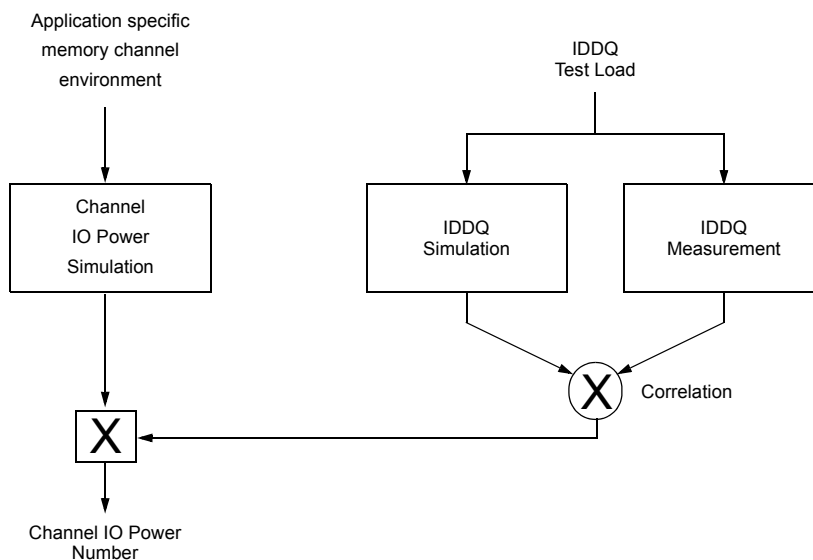 Application specific
memory channel
environment
IDDQ
Test Load
Channel
IO Power
Simulation
IDDQ
Simulation
IDDQ
Measurement
X
Correlation
X
Channel IO Power
Number